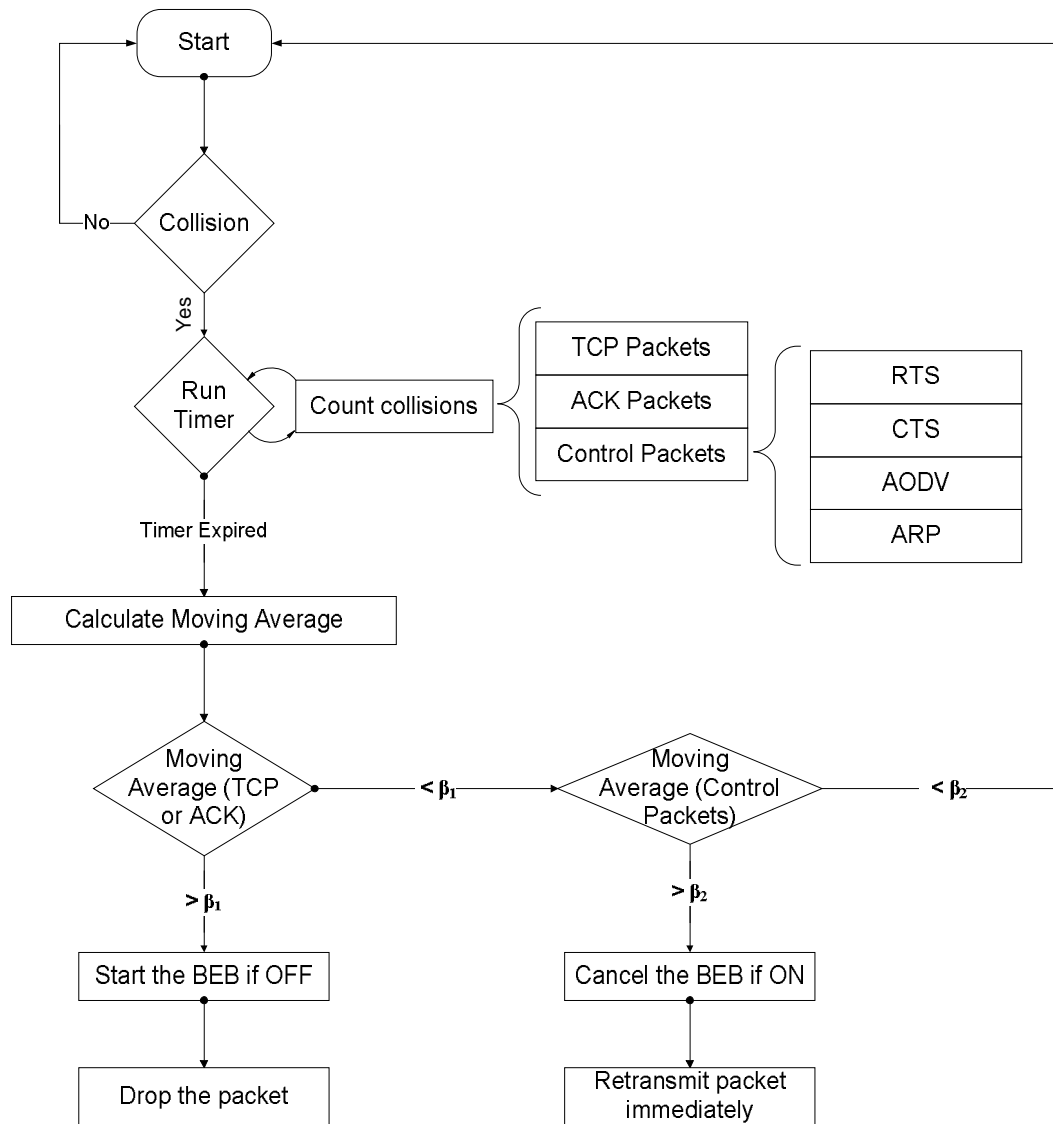 Start
Collision
No
Yes
Run
Timer
Count collisions
TCP Packets
ACK Packets
Control Packets
RTS
CTS
AODV
ARP
Timer Expired
Calculate Moving Average
Moving
Average (TCP
or ACK)
< β₁
Moving
Average (Control
Packets)
< β₂
> β₁
> β₂
Start the BEB if OFF
Cancel the BEB if ON
Drop the packet
Retransmit packet
immediately